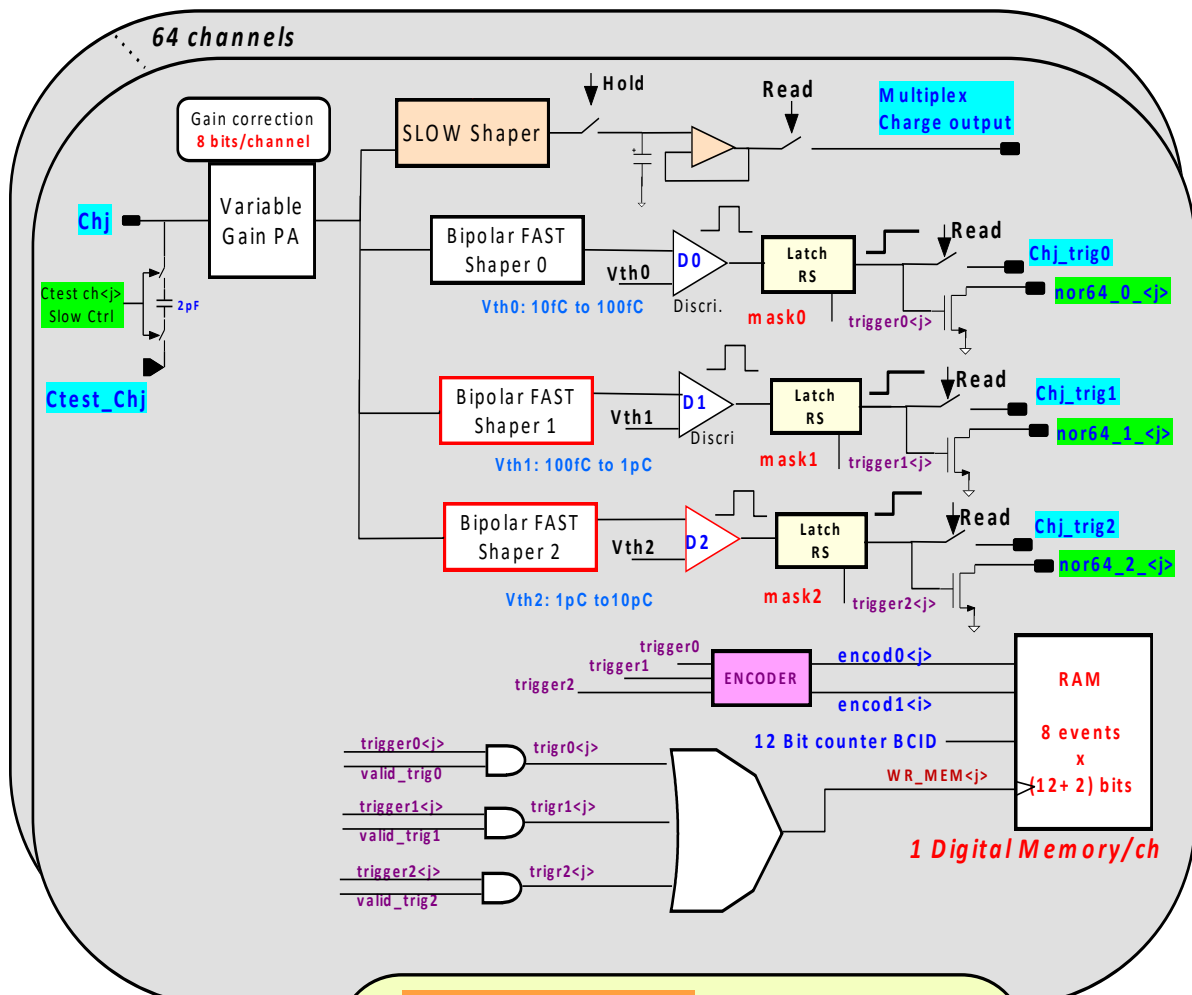 64 channels
Gain correction
8 bits/channel
Variable
Gain PA
Chj
Ctest ch<j>
Slow Ctrl
2pF
Ctest_Chj
SLOW Shaper
Hold
Read
Multiplex
Charge output
Bipolar FAST
Shaper 0
Vth0
D0
Discri.
Vth0: 10fC to 100fC
Latch
RS
mask0
trigger0<j>
Read
Chj_trig0
nor64_0_<j>
Bipolar FAST
Shaper 1
Vth1
D1
Discri
Vth1: 100fC to 1pC
Latch
RS
mask1
trigger1<j>
Read
Chj_trig1
nor64_1_<j>
Bipolar FAST
Shaper 2
Vth2
D2
Vth2: 1pC to10pC
Latch
RS
mask2
trigger2<j>
Read
Chj_trig2
nor64_2_<j>
trigger0
trigger1
trigger2
ENCODER
encod0<j>
encod1<i>
12 Bit counter BCID
WR_MEM<j>
RAM
8 events
x
(12+ 2) bits
1 Digital Memory/ch
trigger0<j>
valid_trig0
trigr0<j>
trigger1<j>
valid_trig1
trigr1<j>
trigger2<j>
valid_trig2
trigr2<j>